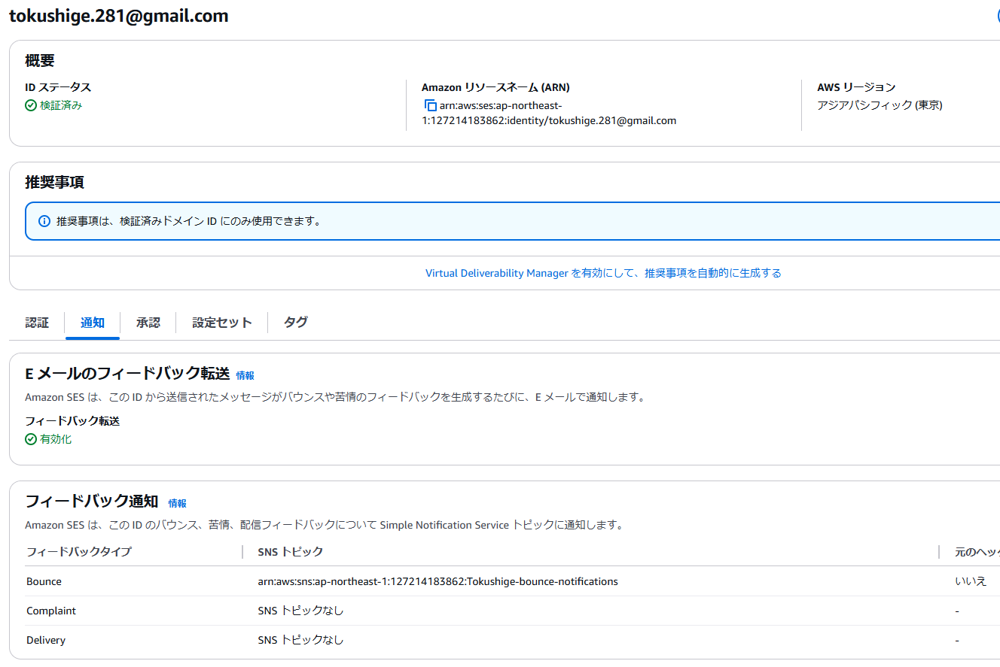 tokushige.281@gmail.com
概要
ID ステータス
検証済み
Amazon リソースネーム (ARN)
arn:aws:ses:ap-northeast-
1:127214183862:identity/tokushige.281@gmail.com
AWS リージョン
アジアパシフィック (東京)
推奨事項
推奨事項は、検証済みドメイン ID にのみ使用できます。
Virtual Deliverability Manager を有効にして、推奨事項を自動的に生成する
認証
通知
承認
設定セット
タグ
E メールのフィードバック転送 情報
Amazon SES は、この ID から送信されたメッセージがバウンスや苦情のフィードバックを生成するたびに、E メールで通知します。
フィードバック転送
有効化
フィードバック通知 情報
Amazon SES は、この ID のバウンス、苦情、配信フィードバックについて Simple Notification Service トピックに通知します。
フィードバックタイプ
SNS トピック
元のヘッ
Bounce
arn:aws:sns:ap-northeast-1:127214183862:Tokushige-bounce-notifications
いいえ
Complaint
SNS トピックなし
-
Delivery
SNS トピックなし
-